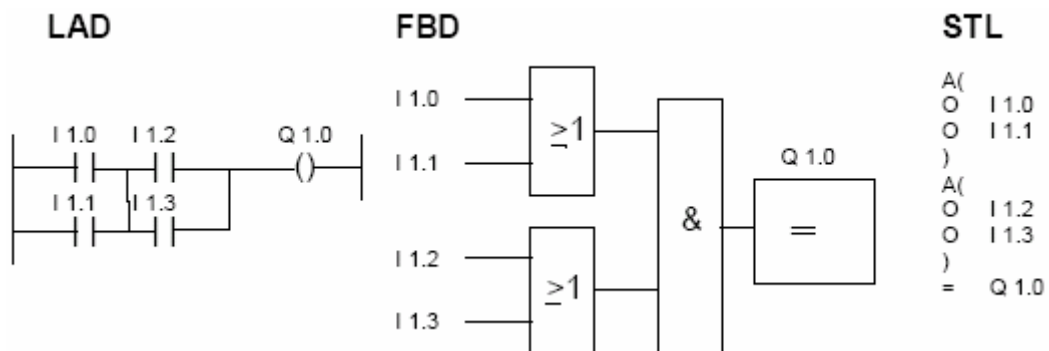 LAD
I 1.0 I 1.2 Q 1.0
( )
I 1.1 I 1.3
FBD
I 1.0
I 1.1
≥1
I 1.2
I 1.3
≥1
&
Q 1.0
=
STL
A(
O I 1.0
O I 1.1
)
A(
O I 1.2
O I 1.3
)
= Q 1.0